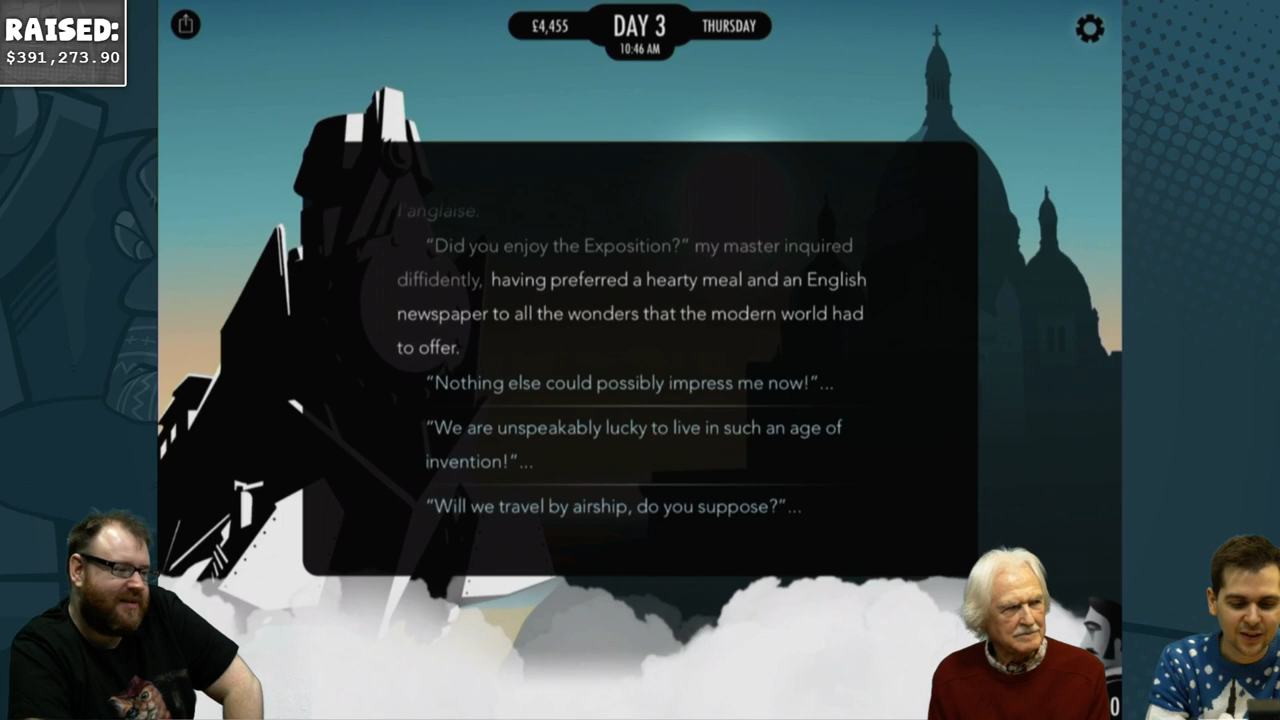 RAISED:
$391,273.90
£4,455
DAY 3
10:46 AM
THURSDAY
l'anglaise.
“Did you enjoy the Exposition?” my master inquired
diffidently, having preferred a hearty meal and an English
newspaper to all the wonders that the modern world had
to offer.
“Nothing else could possibly impress me now!”...
“We are unspeakably lucky to live in such an age of
invention!”...
“Will we travel by airship, do you suppose?”...
0